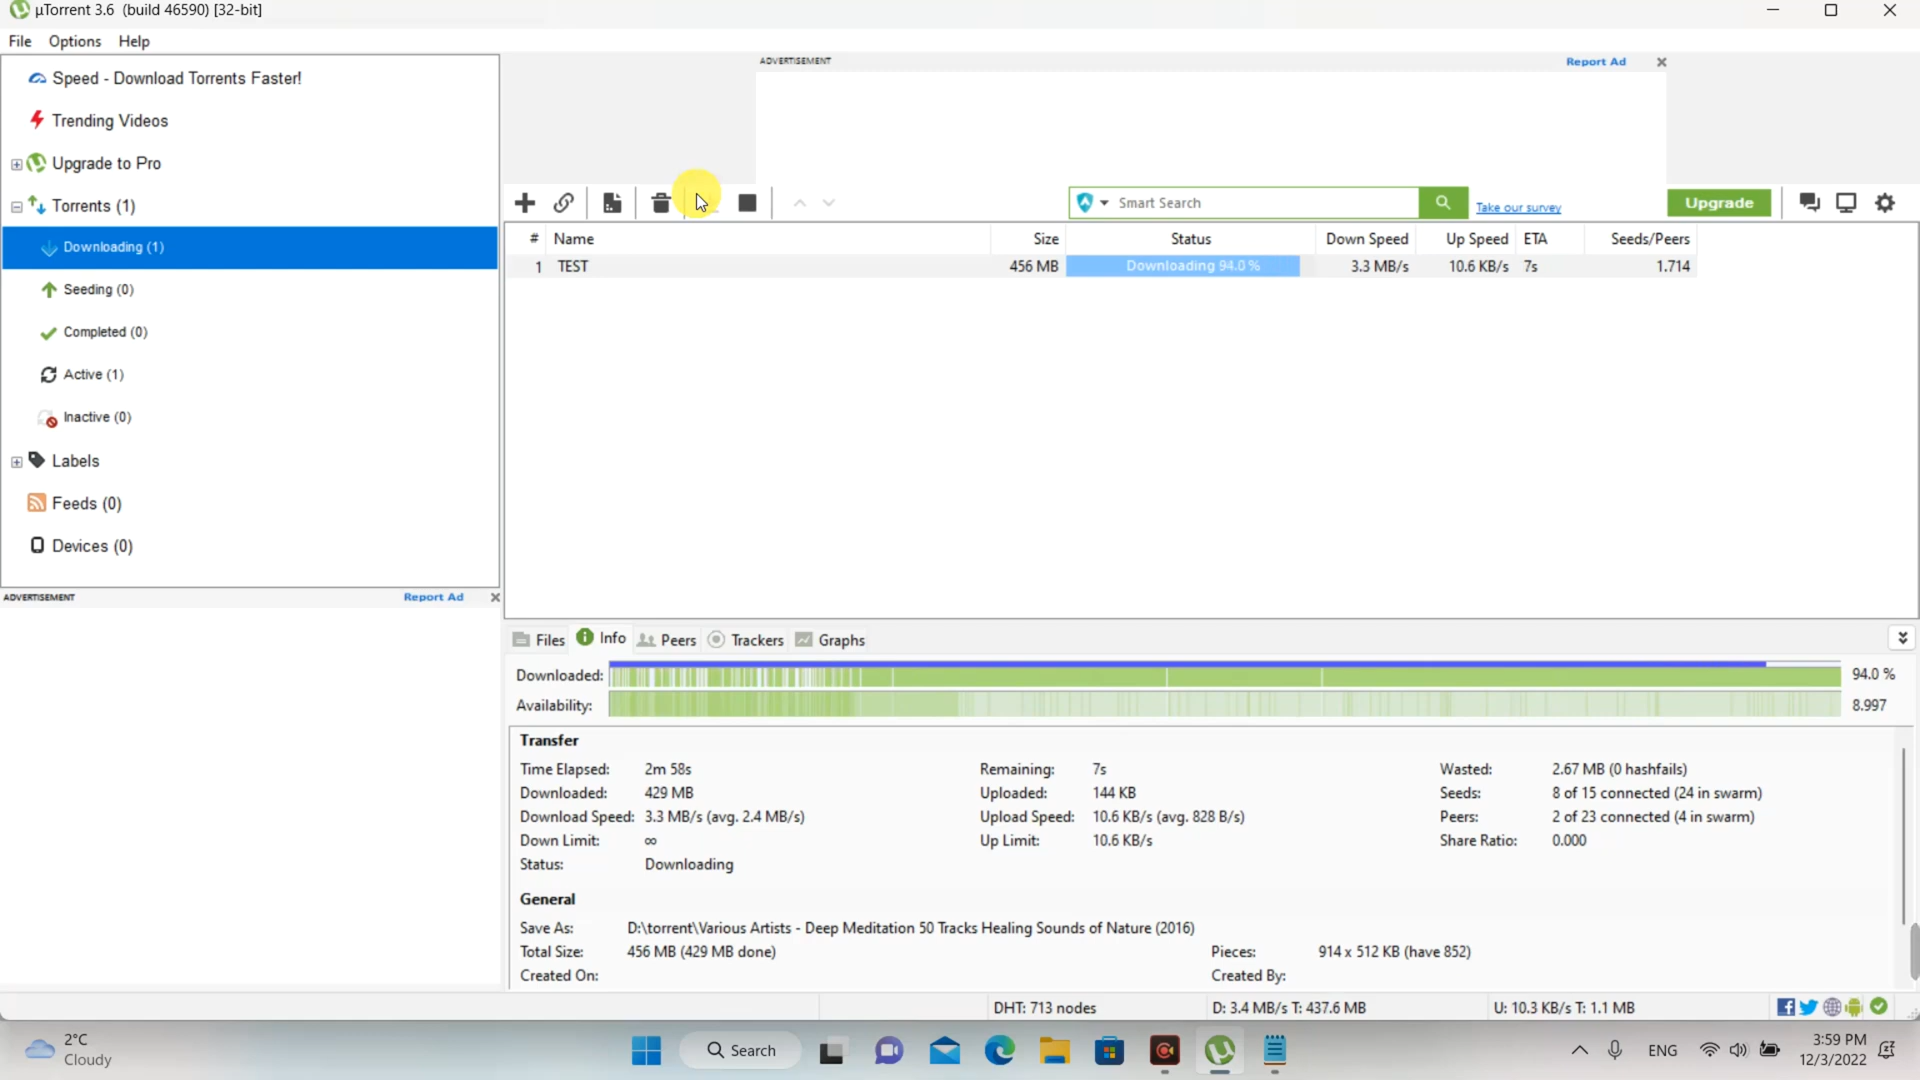 µTorrent 3.6 (build 46590) [32-bit]
File Options Help
Speed - Download Torrents Faster!
Trending Videos
Upgrade to Pro
Torrents (1)
Downloading (1)
Seeding (0)
Completed (0)
Active (1)
Inactive (0)
Labels
Feeds (0)
Devices (0)
ADVERTISEMENT Report Ad
ADVERTISEMENT Report Ad
Smart Search
Take our survey
Upgrade
# Name Size Status Down Speed Up Speed ETA Seeds/Peers
1 TEST 456 MB Downloading 94.0 % 3.3 MB/s 10.6 KB/s 7s 1.714
Files Info Peers Trackers Graphs
Downloaded: 94.0 %
Availability: 8.997
Transfer
Time Elapsed: 2m 58s Remaining: 7s Wasted: 2.67 MB (0 hashfails)
Downloaded: 429 MB Uploaded: 144 KB Seeds: 8 of 15 connected (24 in swarm)
Download Speed: 3.3 MB/s (avg. 2.4 MB/s) Upload Speed: 10.6 KB/s (avg. 828 B/s) Peers: 2 of 23 connected (4 in swarm)
Down Limit: ∞ Up Limit: 10.6 KB/s Share Ratio: 0.000
Status: Downloading
General
Save As: D:\torrent\Various Artists - Deep Meditation 50 Tracks Healing Sounds of Nature (2016)
Total Size: 456 MB (429 MB done) Pieces: 914 x 512 KB (have 852)
Created On: Created By:
DHT: 713 nodes D: 3.4 MB/s T: 437.6 MB U: 10.3 KB/s T: 1.1 MB
2°C
Cloudy
Search
ENG
3:59 PM
12/3/2022